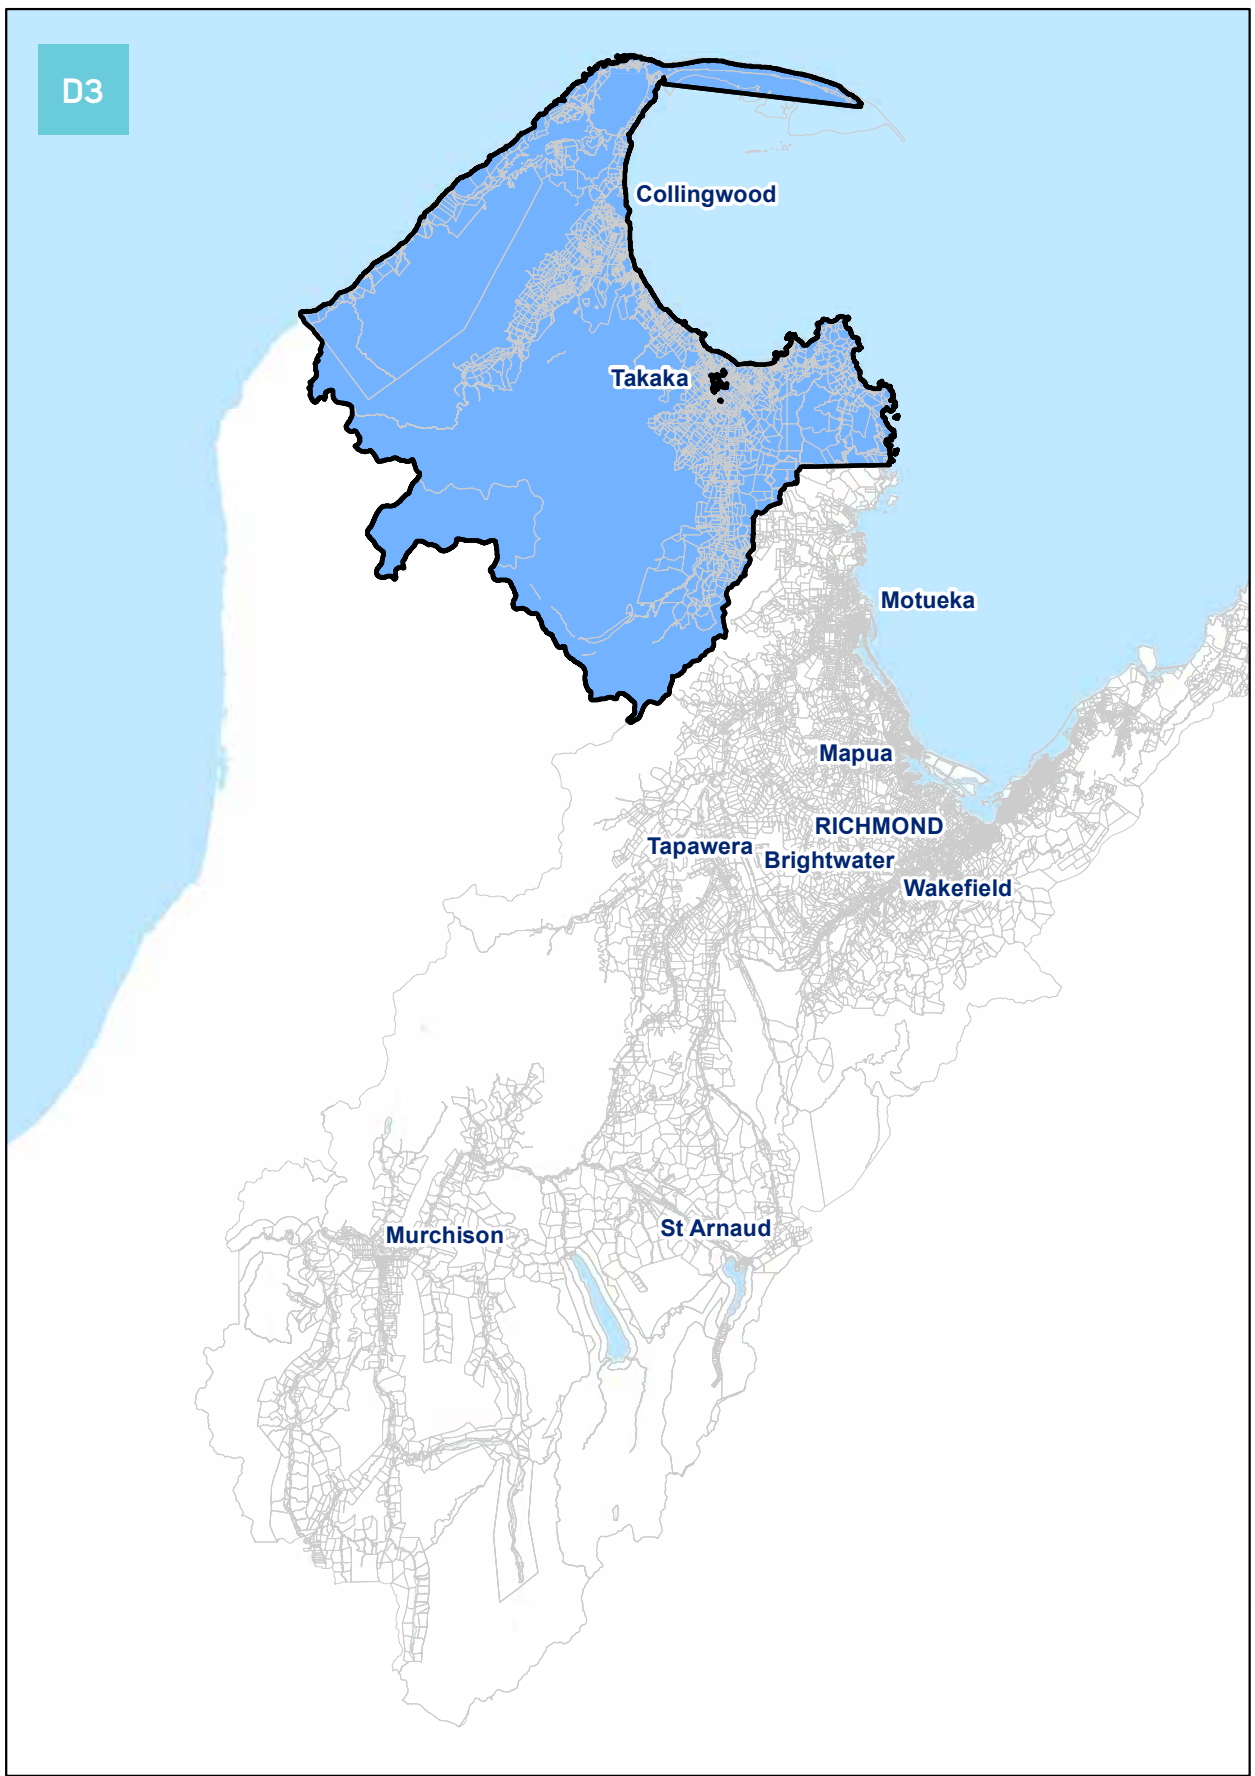 D3
Collingwood
Takaka
Motueka
Mapua
RICHMOND
Tapawera
Brightwater
Wakefield
St Arnaud
Murchison